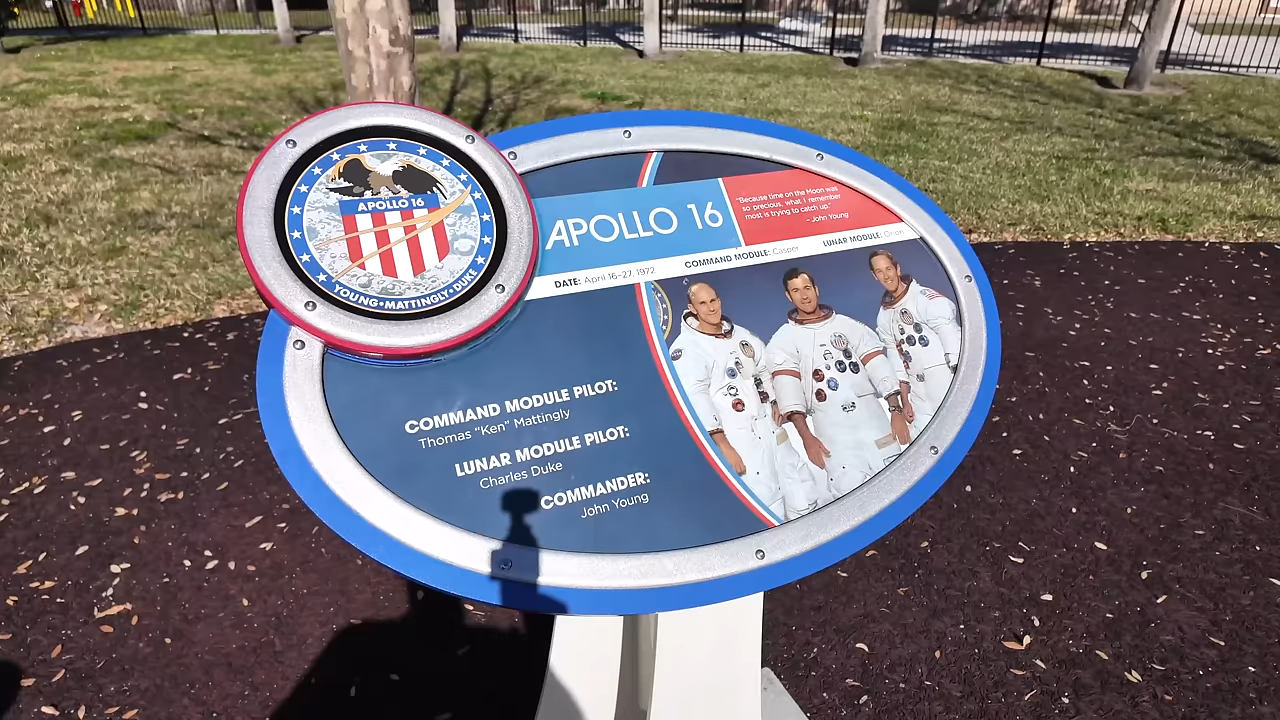 APOLLO 16
YOUNG•MATTINGLY•DUKE
APOLLO 16
"Because time on the Moon was
so precious, what I remember
most is trying to catch up."
- John Young
DATE: April 16-27, 1972
COMMAND MODULE: Casper
LUNAR MODULE: Orion
COMMAND MODULE PILOT:
Thomas "Ken" Mattingly
LUNAR MODULE PILOT:
Charles Duke
COMMANDER:
John Young
NASA